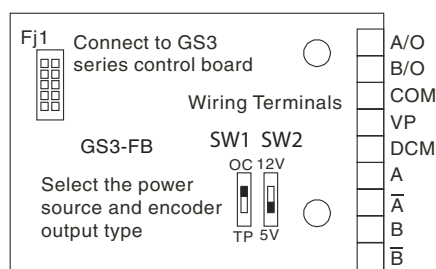 Fj1
Connect to GS3
series control board
Wiring Terminals
GS3-FB
SW1 SW2
OC 12V
Select the power
source and encoder
output type
TP 5V
A/O
B/O
COM
VP
DCM
A
A̅
B
B̅